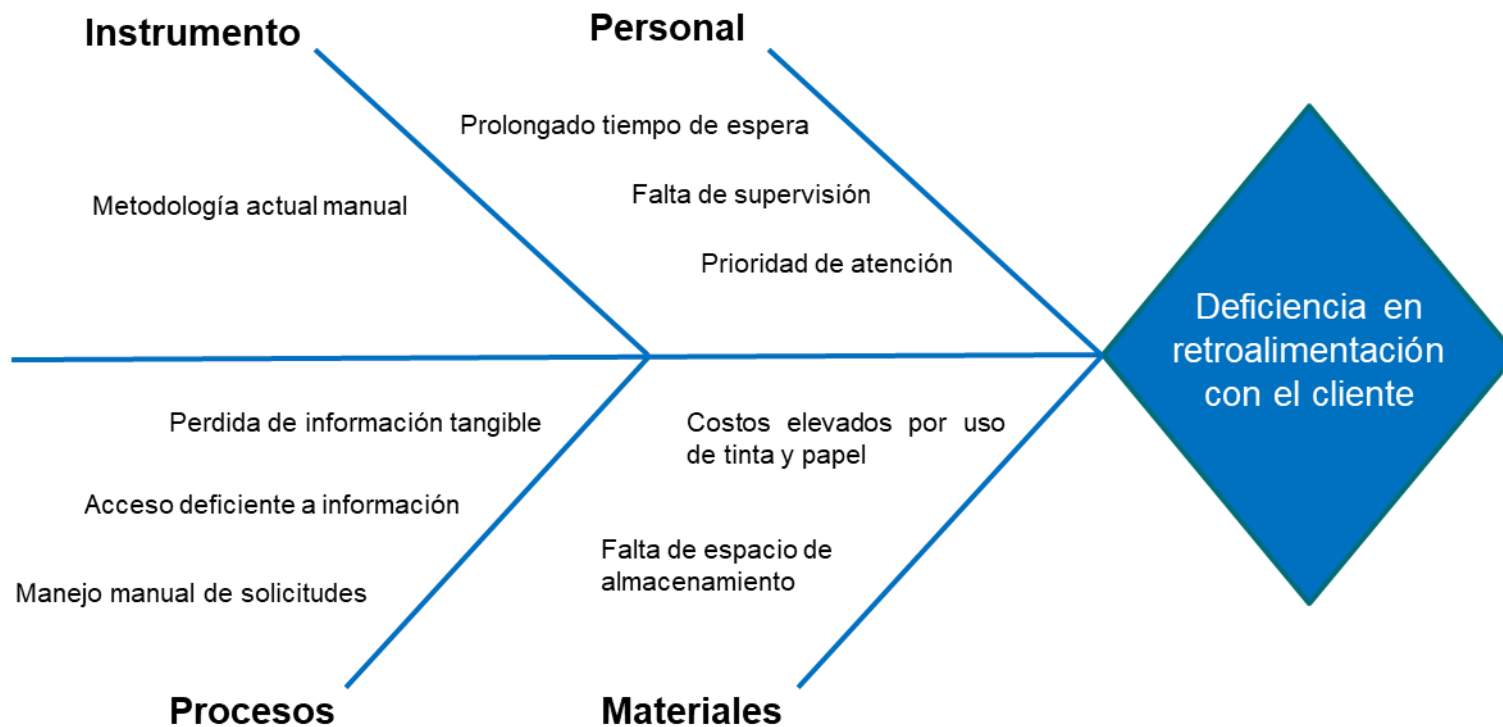 Instrumento
Personal
Prolongado tiempo de espera
Metodología actual manual
Falta de supervisión
Prioridad de atención
Deficiencia en
retroalimentación
con el cliente
Perdida de información tangible
Costos elevados por uso
de tinta y papel
Acceso deficiente a información
Falta de espacio de
almacenamiento
Manejo manual de solicitudes
Procesos
Materiales